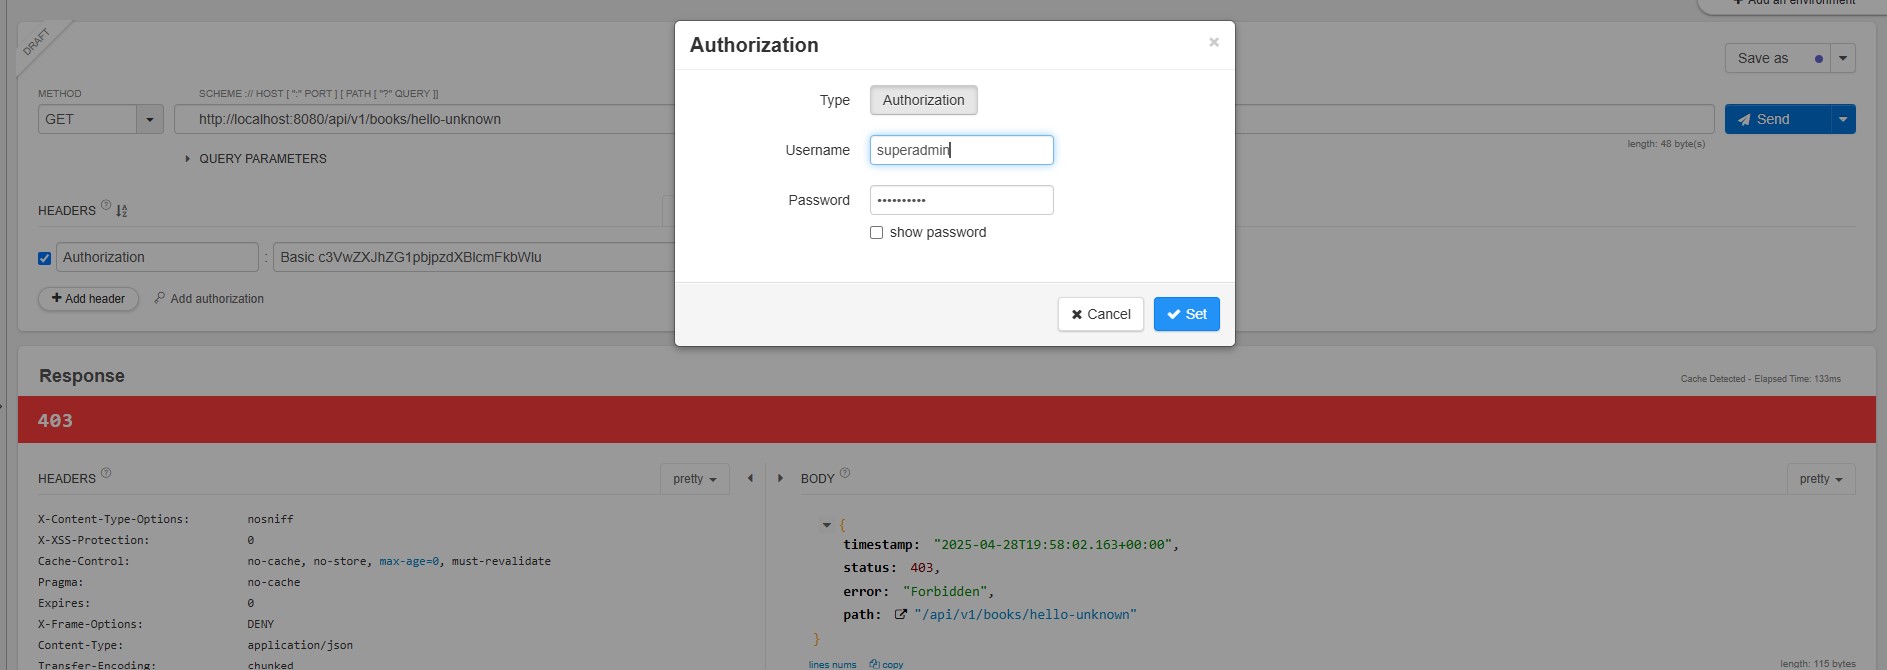 + Add an environment
DRAFT
Save as
METHOD
SCHEME :// HOST [ ":" PORT ] [ PATH [ "?" QUERY ]]
GET
http://localhost:8080/api/v1/books/hello-unknown
Send
length: 48 byte(s)
QUERY PARAMETERS
HEADERS ?
Authorization : Basic c3VwZXJhZG1pbjpzdXBlcmFkbWlu
+ Add header
Add authorization
Authorization ×
Type Authorization
Username superadmin
Password ••••••••••
show password
Cancel
Set
Response
Cache Detected - Elapsed Time: 133ms
403
HEADERS ?
pretty
X-Content-Type-Options: nosniff
X-XSS-Protection: 0
Cache-Control: no-cache, no-store, max-age=0, must-revalidate
Pragma: no-cache
Expires: 0
X-Frame-Options: DENY
Content-Type: application/json
Transfer-Encoding: chunked
BODY ?
pretty
{
timestamp: "2025-04-28T19:58:02.163+00:00",
status: 403,
error: "Forbidden",
path: "/api/v1/books/hello-unknown"
}
lines nums
copy
length: 115 bytes